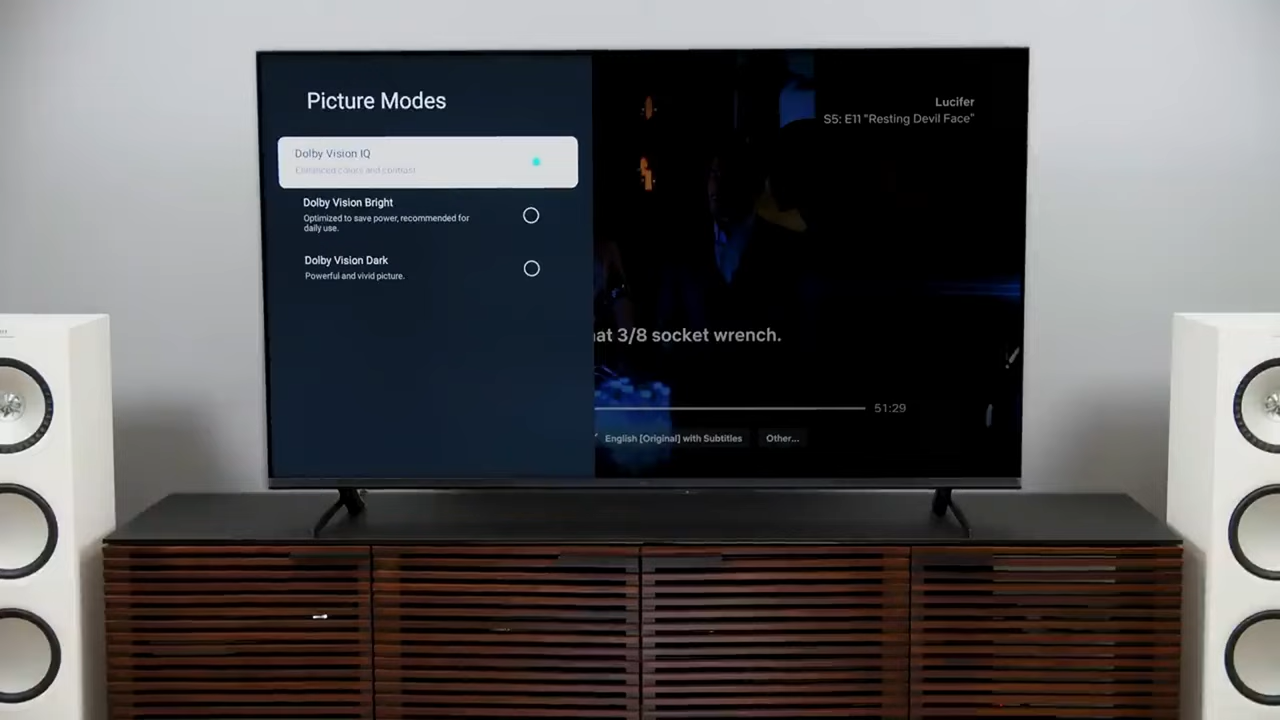 Picture Modes
Dolby Vision IQ
Enhanced colors and contrast
Dolby Vision Bright
Optimized to save power, recommended for
daily use.
Dolby Vision Dark
Powerful and vivid picture.
Lucifer
S5: E11 "Resting Devil Face"
at 3/8 socket wrench.
51:29
English [Original] with Subtitles
Other...